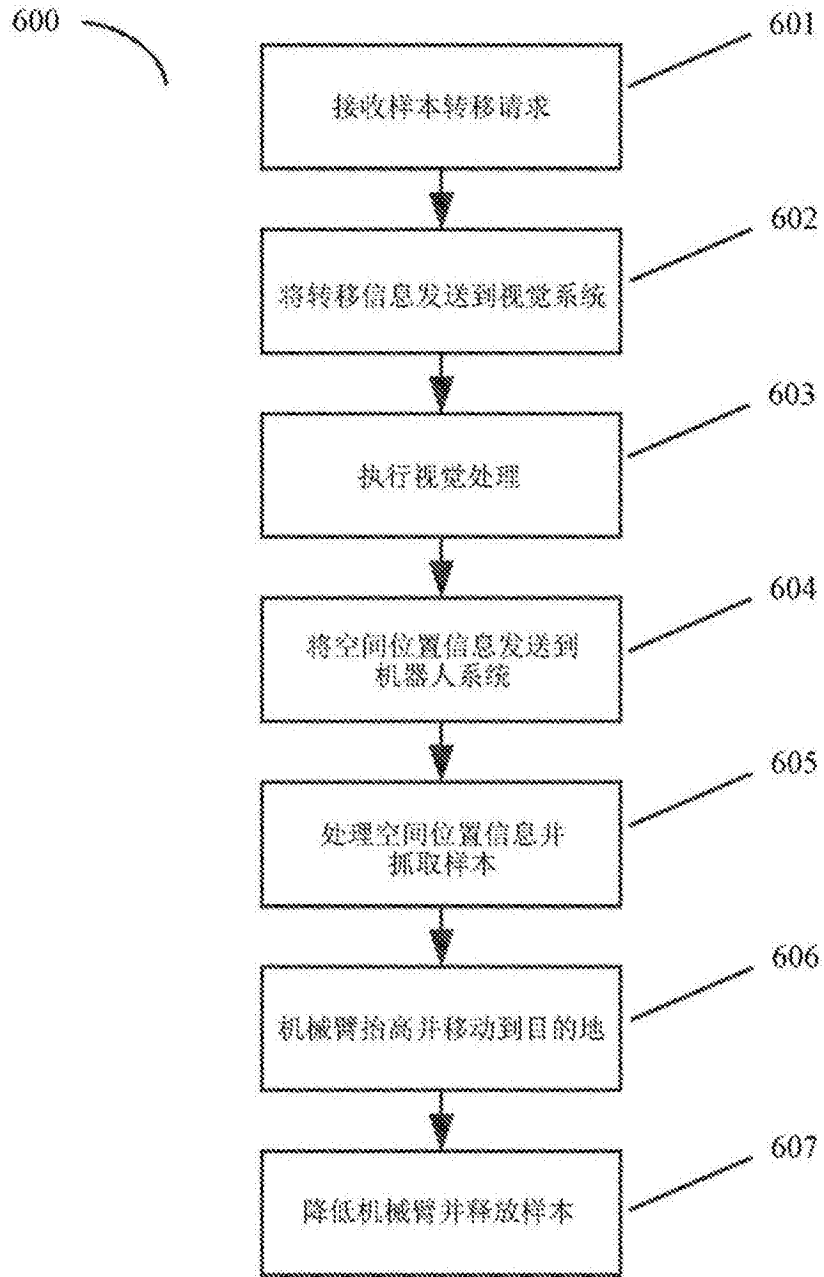 600
601
接收样本转移请求
602
将转移信息发送到视觉系统
603
执行视觉处理
604
将空间位置信息发送到
机器人系统
605
处理空间位置信息并
抓取样本
606
机械臂抬高并移动到目的地
607
降低机械臂并释放样本